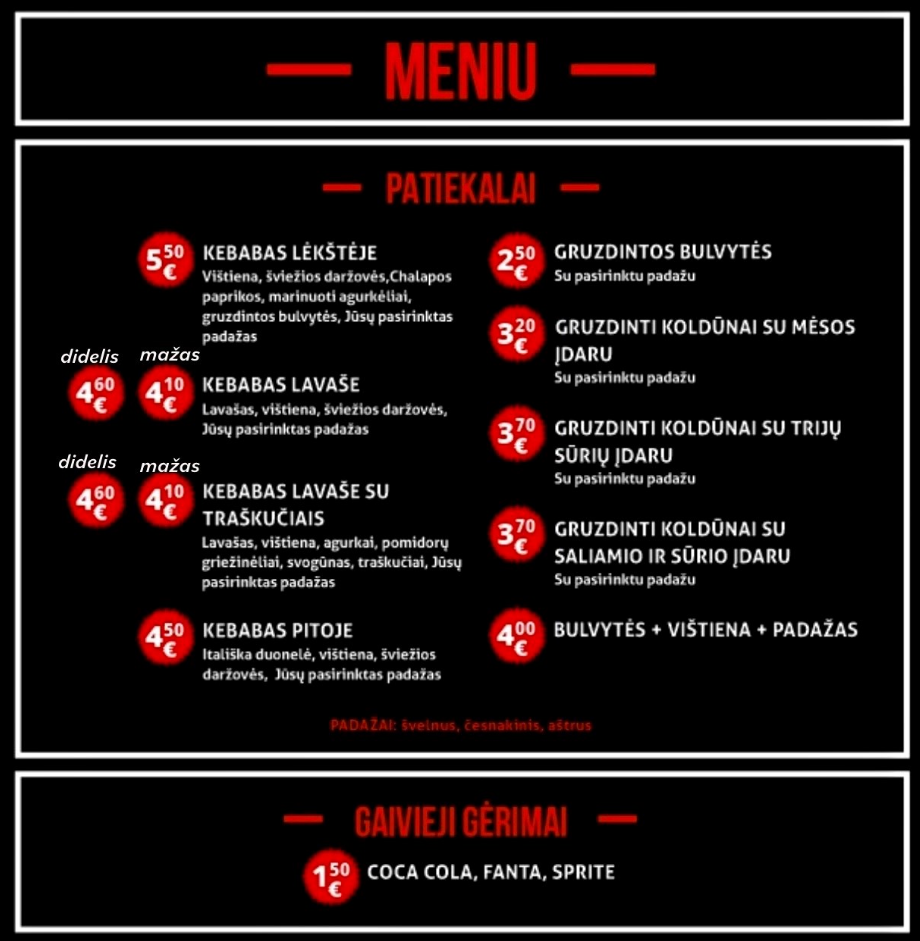 MENIU
PATIEKALAI
5 50 €
KEBABAS LĖKŠTĖJE
Vištiena, šviežios daržovės,Chalapos
paprikos, marinuoti agurkėliai,
gruzdintos bulvytės, Jūsų pasirinktas
padažas
didelis mažas
4 60 € 4 10 €
KEBABAS LAVAŠE
Lavašas, vištiena, šviežios daržovės,
Jūsų pasirinktas padažas
didelis mažas
4 60 € 4 10 €
KEBABAS LAVAŠE SU
TRAŠKUČIAIS
Lavašas, vištiena, agurkai, pomidorų
griežinėliai, svogūnas, traškučiai, Jūsų
pasirinktas padažas
4 50 €
KEBABAS PITOJE
Itališka duonelė, vištiena, šviežios
daržovės, Jūsų pasirinktas padažas
2 50 €
GRUZDINTOS BULVYTĖS
Su pasirinktu padažu
3 20 €
GRUZDINTI KOLDŪNAI SU MĖSOS
ĮDARU
Su pasirinktu padažu
3 70 €
GRUZDINTI KOLDŪNAI SU TRIJŲ
SŪRIŲ ĮDARU
Su pasirinktu padažu
3 70 €
GRUZDINTI KOLDŪNAI SU
SALIAMIO IR SŪRIO ĮDARU
Su pasirinktu padažu
4 00 €
BULVYTĖS + VIŠTIENA + PADAŽAS
PADAŽAI: švelnus, česnakinis, aštrus
GAIVIEJI GĖRIMAI
1 50 €
COCA COLA, FANTA, SPRITE